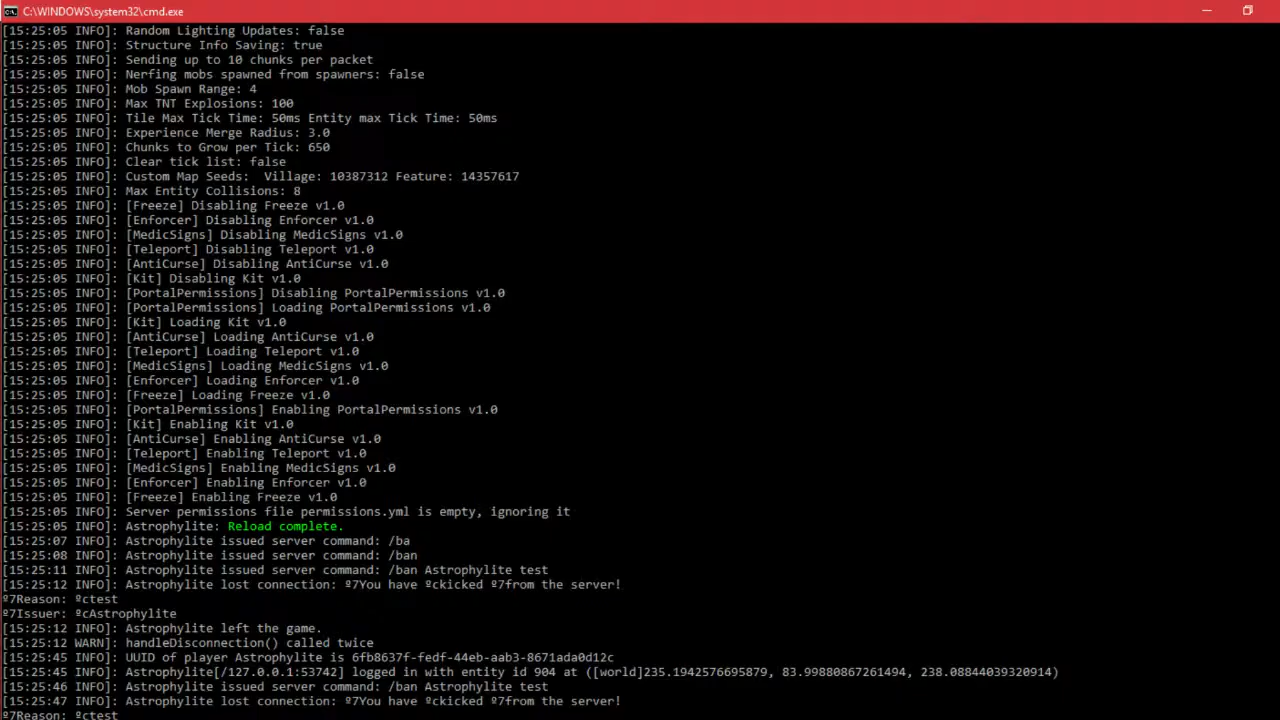 C:\WINDOWS\system32\cmd.exe
[15:25:05 INFO]: Random Lighting Updates: false
[15:25:05 INFO]: Structure Info Saving: true
[15:25:05 INFO]: Sending up to 10 chunks per packet
[15:25:05 INFO]: Nerfing mobs spawned from spawners: false
[15:25:05 INFO]: Mob Spawn Range: 4
[15:25:05 INFO]: Max TNT Explosions: 100
[15:25:05 INFO]: Tile Max Tick Time: 50ms Entity max Tick Time: 50ms
[15:25:05 INFO]: Experience Merge Radius: 3.0
[15:25:05 INFO]: Chunks to Grow per Tick: 650
[15:25:05 INFO]: Clear tick list: false
[15:25:05 INFO]: Custom Map Seeds:  Village: 10387312 Feature: 14357617
[15:25:05 INFO]: Max Entity Collisions: 8
[15:25:05 INFO]: [Freeze] Disabling Freeze v1.0
[15:25:05 INFO]: [Enforcer] Disabling Enforcer v1.0
[15:25:05 INFO]: [MedicSigns] Disabling MedicSigns v1.0
[15:25:05 INFO]: [Teleport] Disabling Teleport v1.0
[15:25:05 INFO]: [AntiCurse] Disabling AntiCurse v1.0
[15:25:05 INFO]: [Kit] Disabling Kit v1.0
[15:25:05 INFO]: [PortalPermissions] Disabling PortalPermissions v1.0
[15:25:05 INFO]: [PortalPermissions] Loading PortalPermissions v1.0
[15:25:05 INFO]: [Kit] Loading Kit v1.0
[15:25:05 INFO]: [AntiCurse] Loading AntiCurse v1.0
[15:25:05 INFO]: [Teleport] Loading Teleport v1.0
[15:25:05 INFO]: [MedicSigns] Loading MedicSigns v1.0
[15:25:05 INFO]: [Enforcer] Loading Enforcer v1.0
[15:25:05 INFO]: [Freeze] Loading Freeze v1.0
[15:25:05 INFO]: [PortalPermissions] Enabling PortalPermissions v1.0
[15:25:05 INFO]: [Kit] Enabling Kit v1.0
[15:25:05 INFO]: [AntiCurse] Enabling AntiCurse v1.0
[15:25:05 INFO]: [Teleport] Enabling Teleport v1.0
[15:25:05 INFO]: [MedicSigns] Enabling MedicSigns v1.0
[15:25:05 INFO]: [Enforcer] Enabling Enforcer v1.0
[15:25:05 INFO]: [Freeze] Enabling Freeze v1.0
[15:25:05 INFO]: Server permissions file permissions.yml is empty, ignoring it
[15:25:05 INFO]: Astrophylite: Reload complete.
[15:25:07 INFO]: Astrophylite issued server command: /ba
[15:25:08 INFO]: Astrophylite issued server command: /ban
[15:25:11 INFO]: Astrophylite issued server command: /ban Astrophylite test
[15:25:12 INFO]: Astrophylite lost connection: º7You have ºckicked º7from the server!
º7Reason: ºctest
º7Issuer: ºcAstrophylite
[15:25:12 INFO]: Astrophylite left the game.
[15:25:12 WARN]: handleDisconnection() called twice
[15:25:45 INFO]: UUID of player Astrophylite is 6fb8637f-fedf-44eb-aab3-8671ada0d12c
[15:25:45 INFO]: Astrophylite[/127.0.0.1:53742] logged in with entity id 904 at ([world]235.1942576695879, 83.99880867261494, 238.08844039320914)
[15:25:46 INFO]: Astrophylite issued server command: /ban Astrophylite test
[15:25:47 INFO]: Astrophylite lost connection: º7You have ºckicked º7from the server!
º7Reason: ºctest